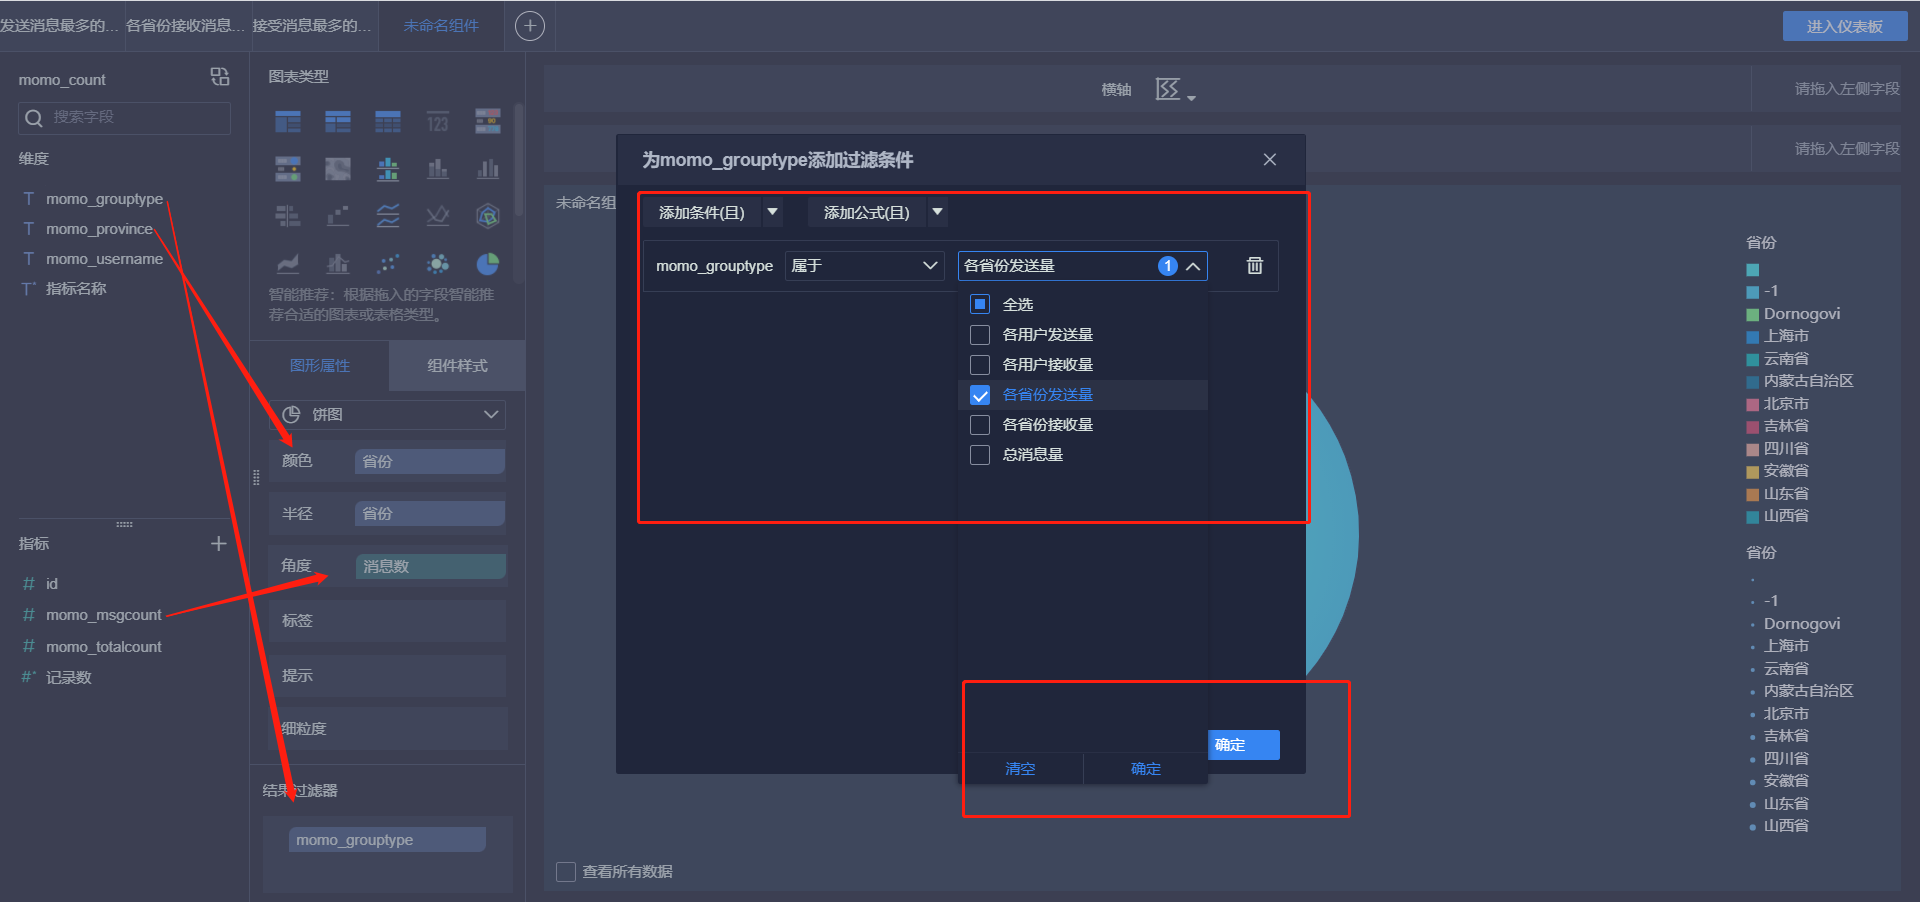 发送消息最多的...
各省份接收消息...
接受消息最多的...
未命名组件
进入仪表板
momo_count
搜索字段
维度
T momo_grouptype
T momo_province
T momo_username
T* 指标名称
指标
# id
# momo_msgcount
# momo_totalcount
#* 记录数
图表类型
123
智能推荐：根据拖入的字段智能推
荐合适的图表或表格类型。
图形属性
组件样式
饼图
颜色
省份
半径
省份
角度
消息数
标签
提示
细粒度
结果过滤器
momo_grouptype
横轴
请拖入左侧字段
请拖入左侧字段
未命名组
为momo_grouptype添加过滤条件
添加条件(且)
添加公式(且)
momo_grouptype
属于
各省份发送量
1
全选
各用户发送量
各用户接收量
各省份发送量
各省份接收量
总消息量
确定
清空
确定
查看所有数据
省份
-1
Dornogovi
上海市
云南省
内蒙古自治区
北京市
吉林省
四川省
安徽省
山东省
山西省
省份
-1
Dornogovi
上海市
云南省
内蒙古自治区
北京市
吉林省
四川省
安徽省
山东省
山西省